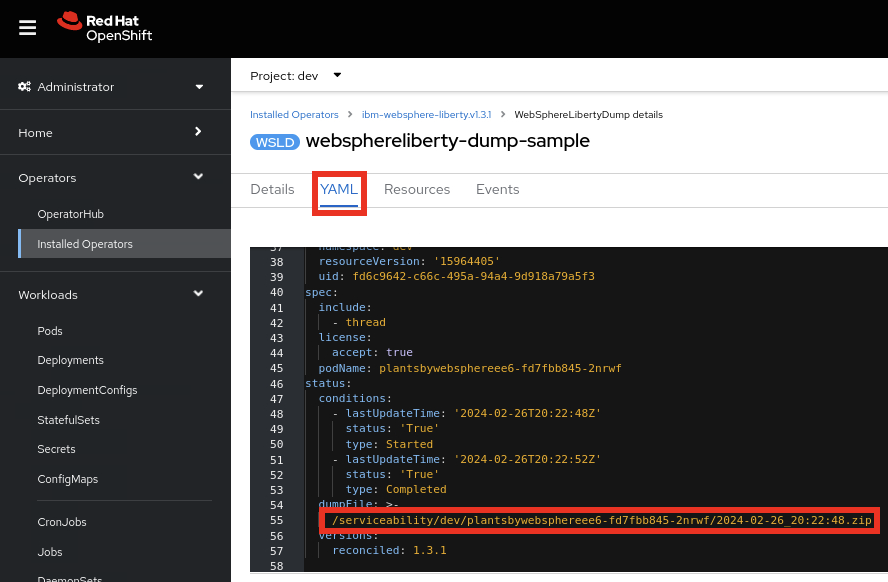 Red Hat
OpenShift
Administrator
Home
Operators
OperatorHub
Installed Operators
Workloads
Pods
Deployments
DeploymentConfigs
StatefulSets
Secrets
ConfigMaps
CronJobs
Jobs
DaemonSets
Project: dev
Installed Operators > ibm-websphere-liberty.v1.3.1 > WebSphereLibertyDump details
WSLD websphereliberty-dump-sample
Details YAML Resources Events
37 namespace: dev
38 resourceVersion: '15964405'
39 uid: fd6c9642-c66c-495a-94a4-9d918a79a5f3
40 spec:
41 include:
42 - thread
43 license:
44 accept: true
45 podName: plantsbywebsphereee6-fd7fbb845-2nrwf
46 status:
47 conditions:
48 - lastUpdateTime: '2024-02-26T20:22:48Z'
49 status: 'True'
50 type: Started
51 - lastUpdateTime: '2024-02-26T20:22:52Z'
52 status: 'True'
53 type: Completed
54 dumpFile: >-
55 /serviceability/dev/plantsbywebsphereee6-fd7fbb845-2nrwf/2024-02-26_20:22:48.zip
56 versions:
57 reconciled: 1.3.1
58